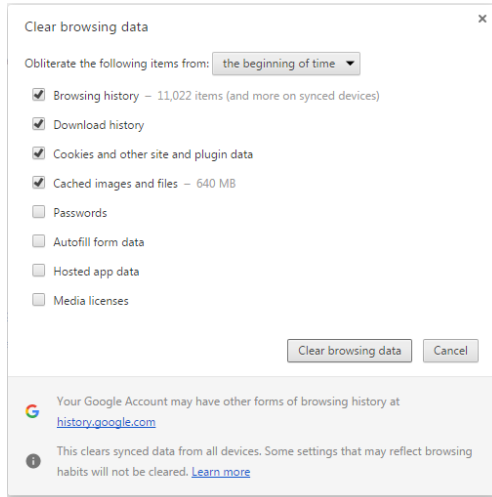 Clear browsing data
Obliterate the following items from: the beginning of time
Browsing history – 11,022 items (and more on synced devices)
Download history
Cookies and other site and plugin data
Cached images and files – 640 MB
Passwords
Autofill form data
Hosted app data
Media licenses
Clear browsing data Cancel
Your Google Account may have other forms of browsing history at
history.google.com
This clears synced data from all devices. Some settings that may reflect browsing
habits will not be cleared. Learn more